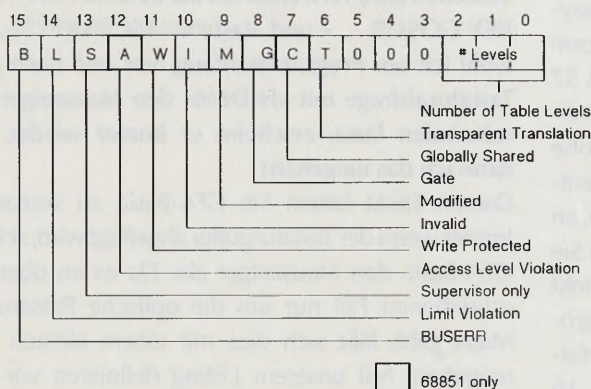 15 14 13 12 11 10 9 8 7 6 5 4 3 2 1 0
B L S A W I M G C T 0 0 0 # Levels
Number of Table Levels
Transparent Translation
Globally Shared
Gate
Modified
Invalid
Write Protected
Access Level Violation
Supervisor only
Limit Violation
BUSERR
68851 only